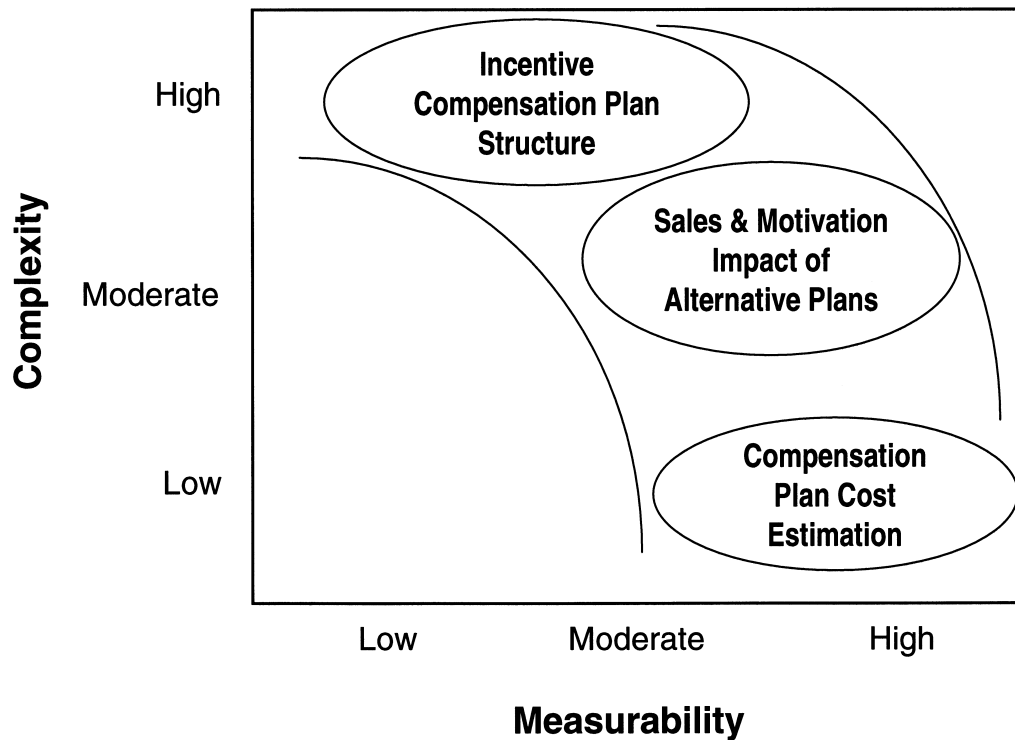 Incentive
Compensation Plan
Structure
High
Sales & Motivation
Impact of
Alternative Plans
Moderate
Complexity
Compensation
Plan Cost
Estimation
Low
Low Moderate High
Measurability